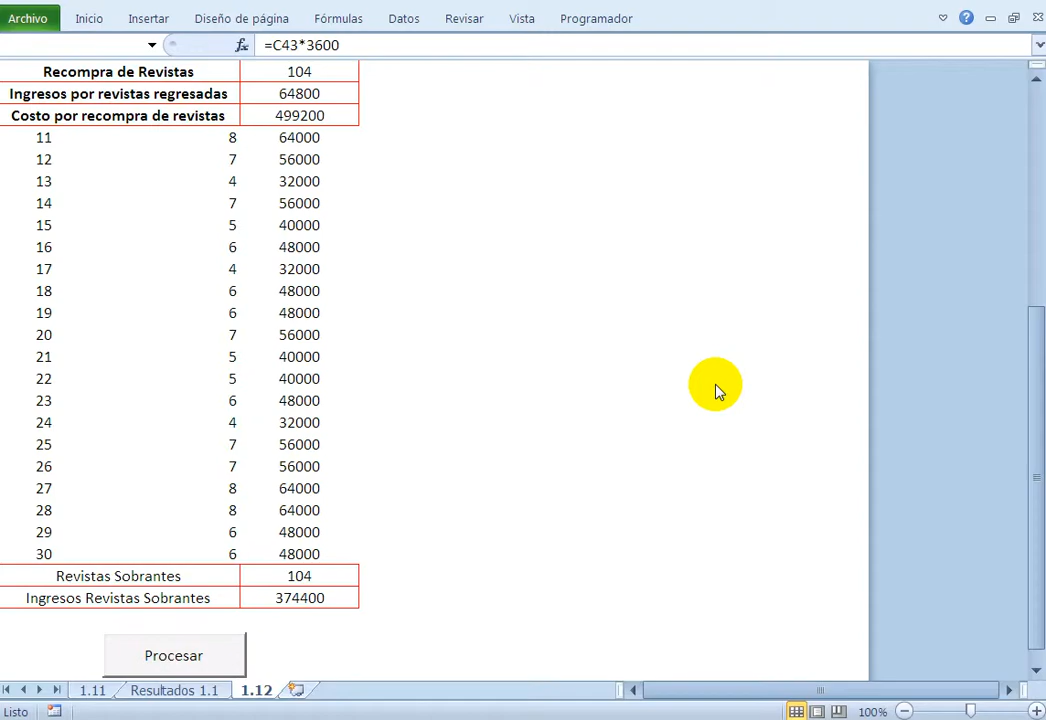 Archivo Inicio Insertar Diseño de página Fórmulas Datos Revisar Vista Programador
fx =C43*3600
Recompra de Revistas 104
Ingresos por revistas regresadas 64800
Costo por recompra de revistas 499200
11 8 64000
12 7 56000
13 4 32000
14 7 56000
15 5 40000
16 6 48000
17 4 32000
18 6 48000
19 6 48000
20 7 56000
21 5 40000
22 5 40000
23 6 48000
24 4 32000
25 7 56000
26 7 56000
27 8 64000
28 8 64000
29 6 48000
30 6 48000
Revistas Sobrantes 104
Ingresos Revistas Sobrantes 374400
Procesar
1.11 Resultados 1.1 1.12
Listo 100%